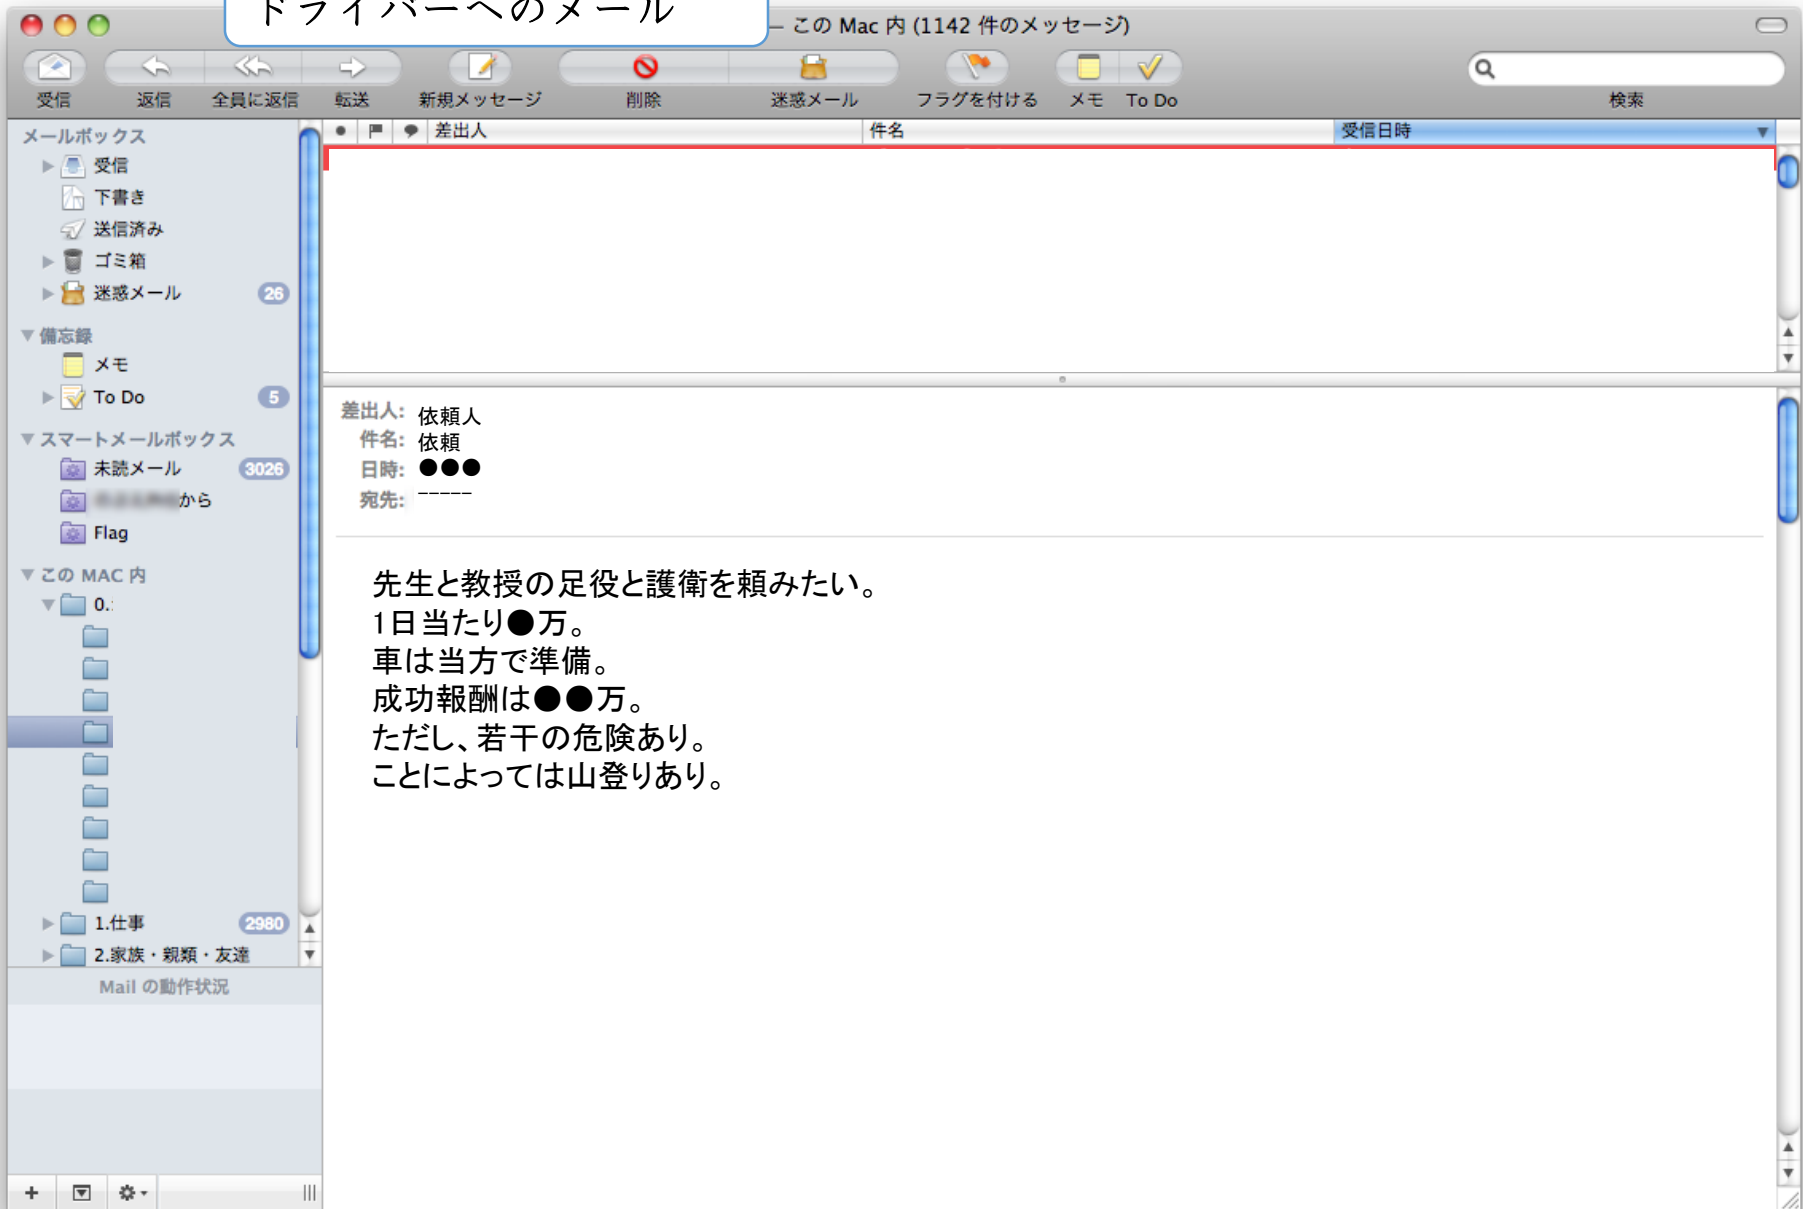 ドライバーへのメール
— この Mac 内 (1142 件のメッセージ)
受信
返信
全員に返信
転送
新規メッセージ
削除
迷惑メール
フラグを付ける
メモ
To Do
検索
メールボックス
受信
下書き
送信済み
ゴミ箱
迷惑メール 26
備忘録
メモ
To Do 5
スマートメールボックス
未読メール 3026
から
Flag
この MAC 内
0.
1.仕事 2980
2.家族・親類・友達
Mail の動作状況
差出人
件名
受信日時
差出人: 依頼人
件名: 依頼
日時: ●●●
宛先: -----
先生と教授の足役と護衛を頼みたい。
1日当たり●万。
車は当方で準備。
成功報酬は●●万。
ただし、若干の危険あり。
ことによっては山登りあり。